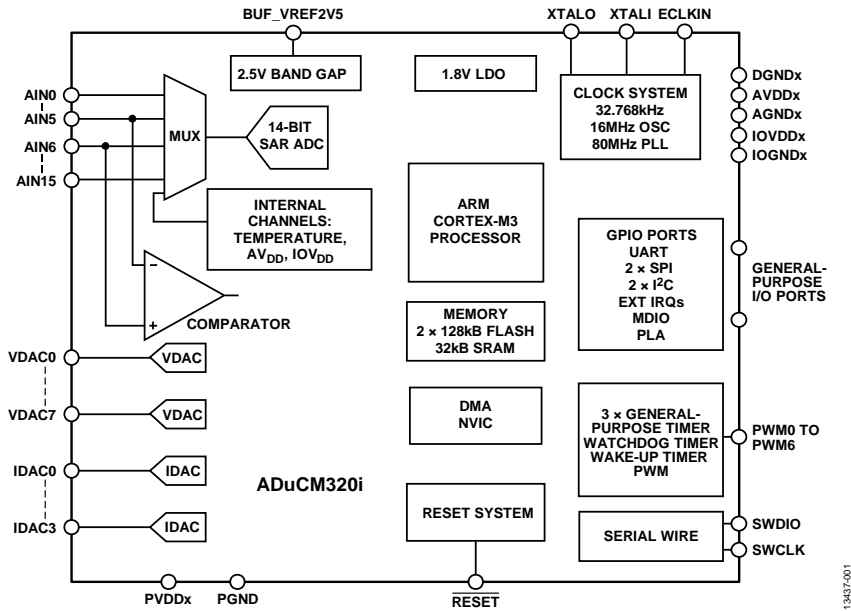 BUF_VREF2V5
XTALO
XTALI
ECLKIN
2.5V BAND GAP
1.8V LDO
CLOCK SYSTEM
32.768kHz
16MHz OSC
80MHz PLL
DGNDx
AVDDx
AGNDx
IOVDDx
IOGNDx
AIN0
AIN5
AIN6
AIN15
MUX
14-BIT
SAR ADC
INTERNAL
CHANNELS:
TEMPERATURE,
AVDD, IOVDD
ARM
CORTEX-M3
PROCESSOR
GPIO PORTS
UART
2 × SPI
2 × I2C
EXT IRQs
MDIO
PLA
GENERAL-
PURPOSE
I/O PORTS
–
+
COMPARATOR
MEMORY
2 × 128kB FLASH
32kB SRAM
VDAC0
VDAC
VDAC7
VDAC
DMA
NVIC
3 × GENERAL-
PURPOSE TIMER
WATCHDOG TIMER
WAKE-UP TIMER
PWM
PWM0 TO
PWM6
IDAC0
IDAC
IDAC3
IDAC
ADuCM320i
RESET SYSTEM
SERIAL WIRE
SWDIO
SWCLK
PVDDx
PGND
RESET
13437-001